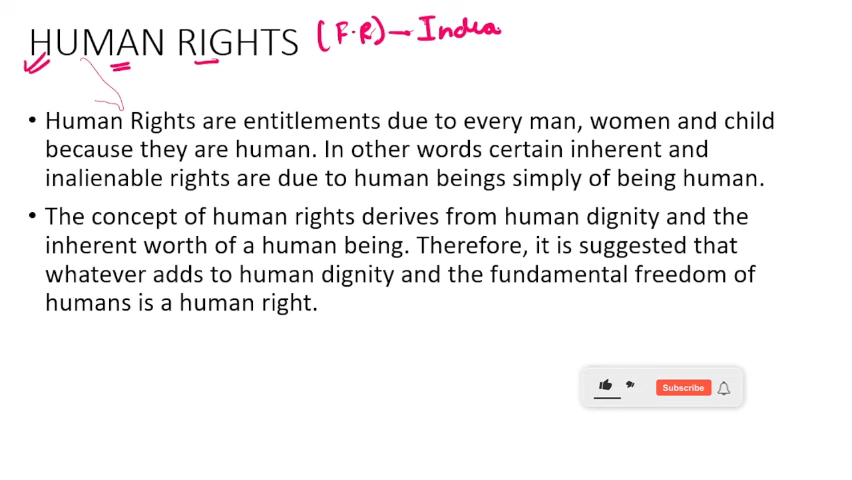 HUMAN RIGHTS (F.R) - India
• Human Rights are entitlements due to every man, women and child
because they are human. In other words certain inherent and
inalienable rights are due to human beings simply of being human.
• The concept of human rights derives from human dignity and the
inherent worth of a human being. Therefore, it is suggested that
whatever adds to human dignity and the fundamental freedom of
humans is a human right.
Subscribe